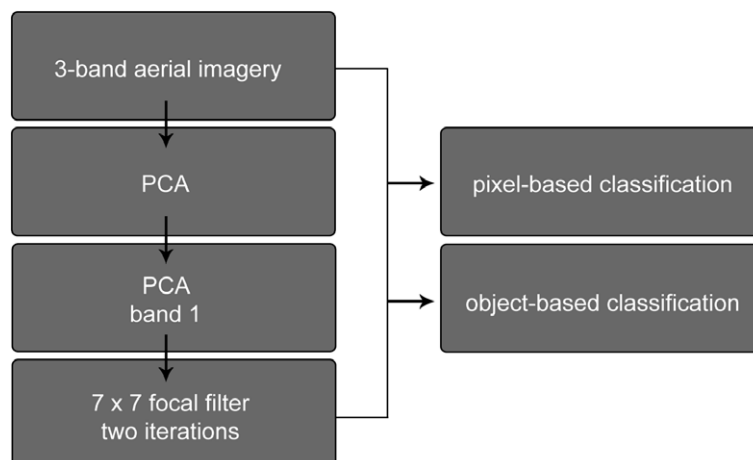 3-band aerial imagery
PCA
PCA
band 1
7 x 7 focal filter
two iterations
pixel-based classification
object-based classification